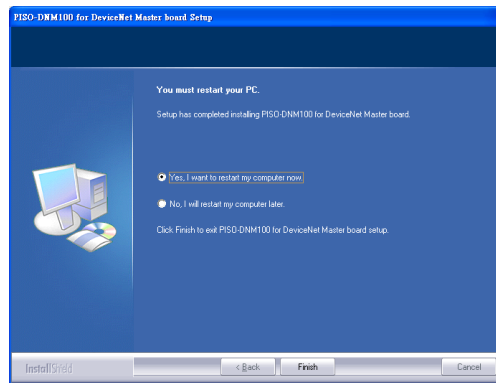 PISO-DNM100 for DeviceNet Master board Setup
You must restart your PC.
Setup has completed installing PISO-DNM100 for DeviceNet Master board.
Yes, I want to restart my computer now.
No, I will restart my computer later.
Click Finish to exit PISO-DNM100 for DeviceNet Master board setup.
InstallShield
< Back Finish Cancel